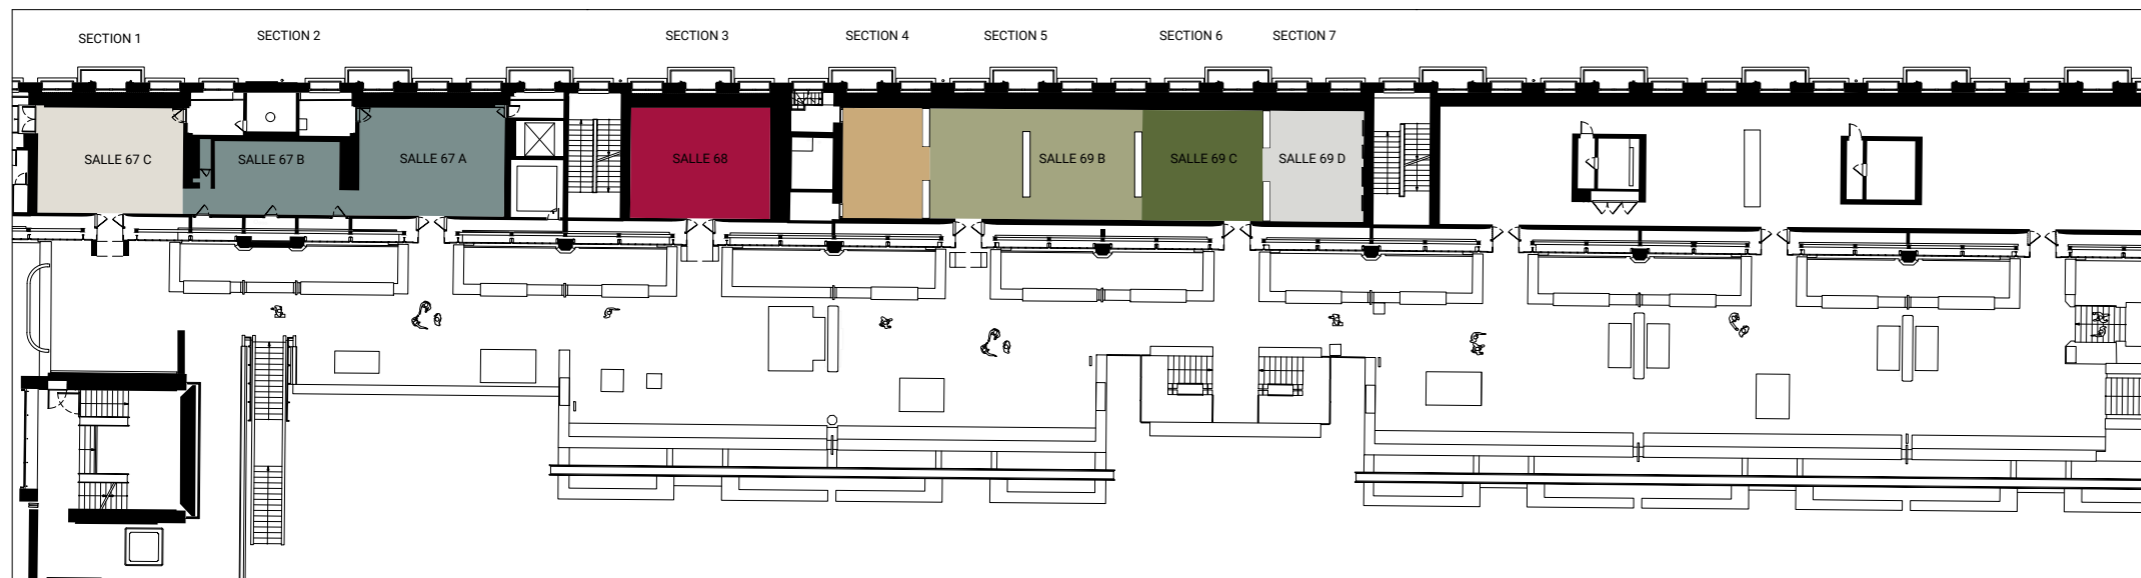 SECTION 1
SECTION 2
SECTION 3
SECTION 4
SECTION 5
SECTION 6
SECTION 7
SALLE 67 C
SALLE 67 B
SALLE 67 A
SALLE 68
SALLE 69 B
SALLE 69 C
SALLE 69 D